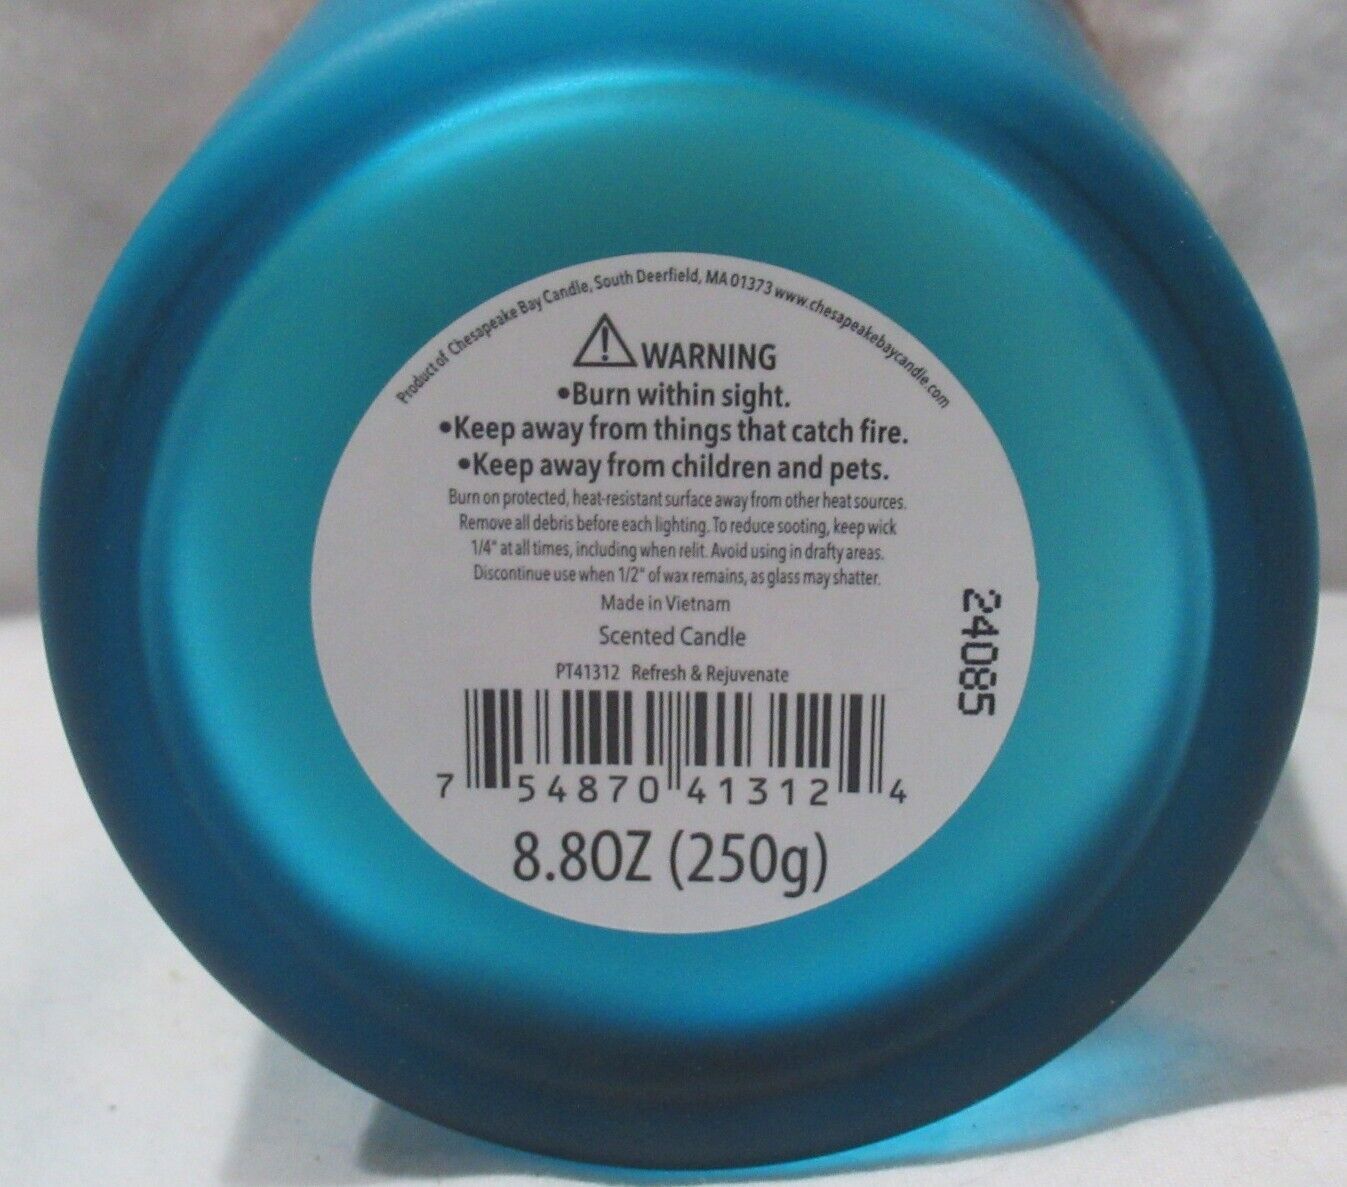 Product of Chesapeake Bay Candle, South Deerfield, MA 01373 www.chesapeakebaycandle.com
WARNING
•Burn within sight.
•Keep away from things that catch fire.
•Keep away from children and pets.
Burn on protected, heat-resistant surface away from other heat sources.
Remove all debris before each lighting. To reduce sooting, keep wick
1/4" at all times, including when relit. Avoid using in drafty areas.
Discontinue use when 1/2" of wax remains, as glass may shatter.
Made in Vietnam
Scented Candle
PT41312 Refresh & Rejuvenate
7 54870 41312 4
8.8OZ (250g)
24085